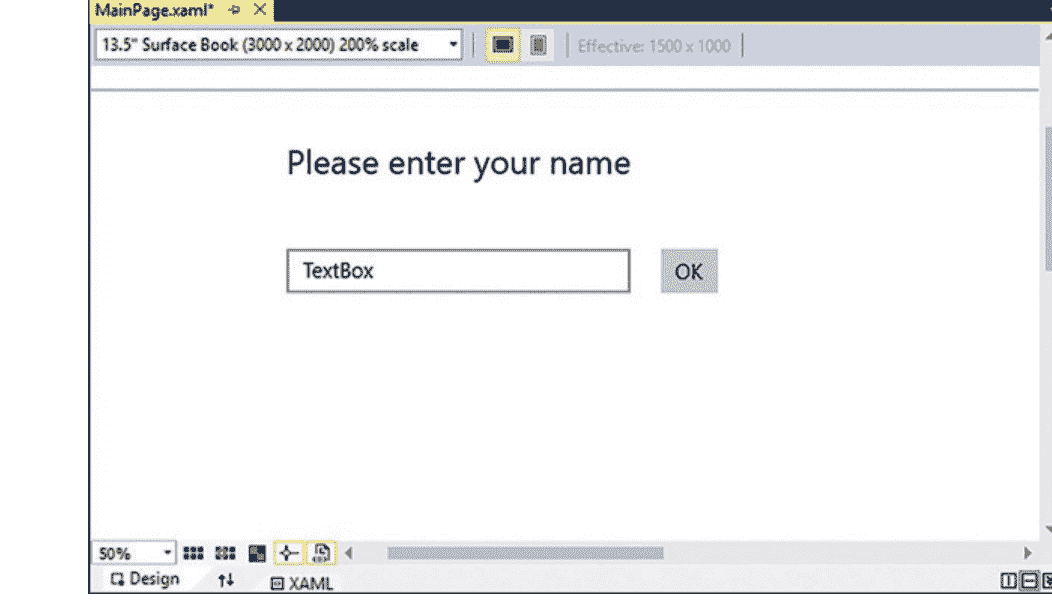 MainPage.xaml*
13.5" Surface Book (3000 x 2000) 200% scale
Effective: 1500 x 1000
Please enter your name
TextBox
OK
50%
Design
XAML